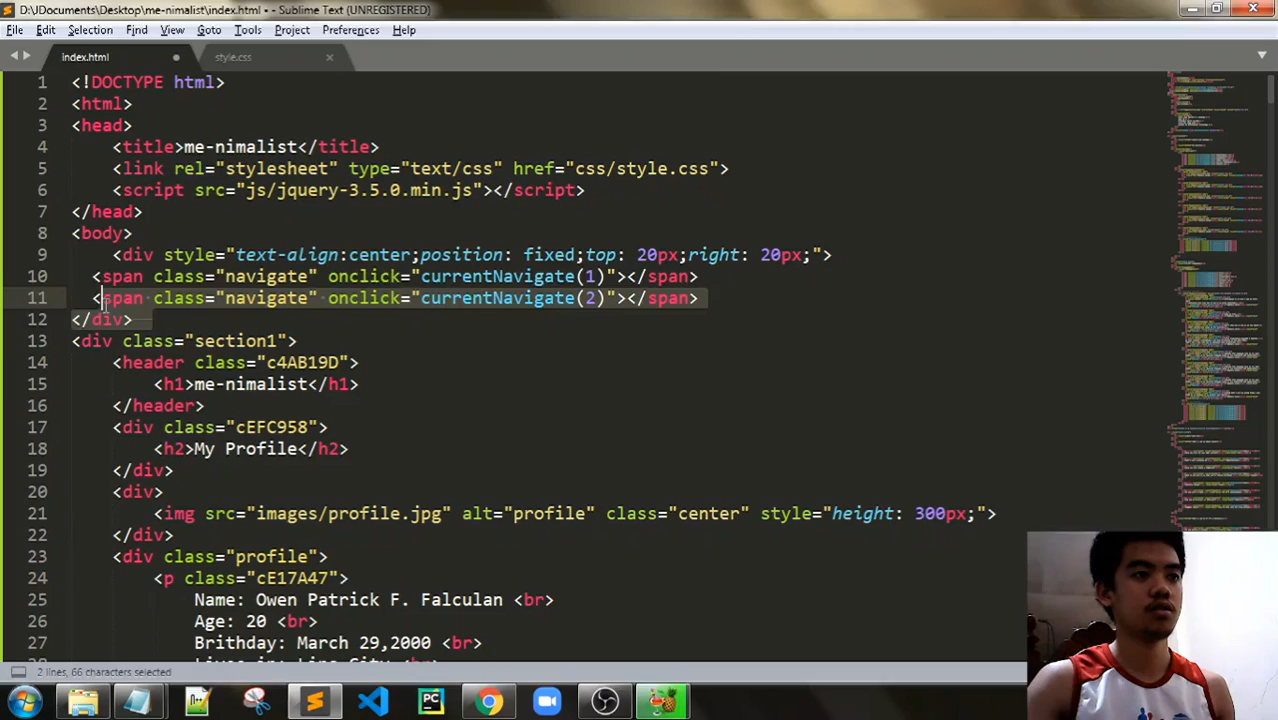 D:\!Documents\Desktop\me-nimalist\index.html • - Sublime Text (UNREGISTERED)
File Edit Selection Find View Goto Tools Project Preferences Help
index.html style.css
1 <!DOCTYPE html>
2 <html>
3 <head>
4 <title>me-nimalist</title>
5 <link rel="stylesheet" type="text/css" href="css/style.css">
6 <script src="js/jquery-3.5.0.min.js"></script>
7 </head>
8 <body>
9 <div style="text-align:center;position: fixed;top: 20px;right: 20px;">
10 <span class="navigate" onclick="currentNavigate(1)"></span>
11 <span class="navigate" onclick="currentNavigate(2)"></span>
12 </div>
13 <div class="section1">
14 <header class="c4AB19D">
15 <h1>me-nimalist</h1>
16 </header>
17 <div class="cEFC958">
18 <h2>My Profile</h2>
19 </div>
20 <div>
21 <img src="images/profile.jpg" alt="profile" class="center" style="height: 300px;">
22 </div>
23 <div class="profile">
24 <p class="cE17A47">
25 Name: Owen Patrick F. Falculan <br>
26 Age: 20 <br>
27 Brithday: March 29,2000 <br>
2 lines, 66 characters selected
PC